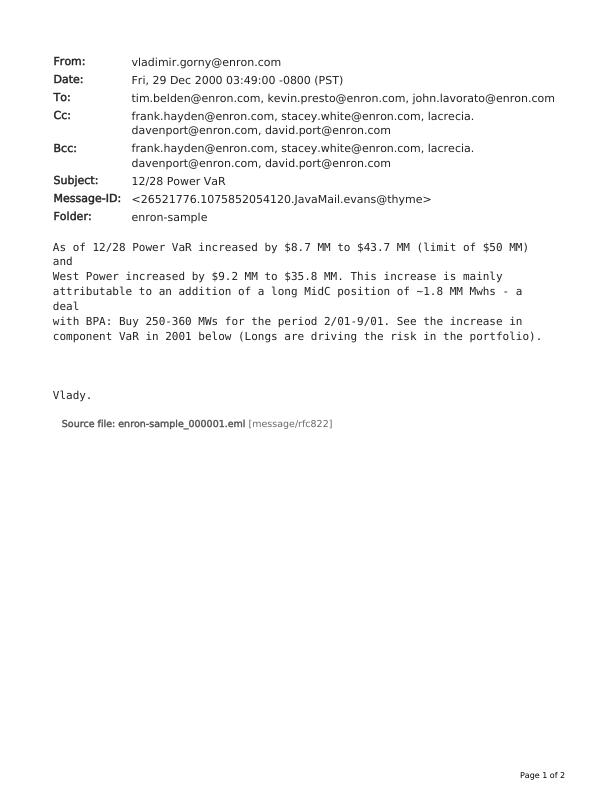 From: vladimir.gorny@enron.com
Date: Fri, 29 Dec 2000 03:49:00 -0800 (PST)
To: tim.belden@enron.com, kevin.presto@enron.com, john.lavorato@enron.com
Cc: frank.hayden@enron.com, stacey.white@enron.com, lacrecia.
davenport@enron.com, david.port@enron.com
Bcc: frank.hayden@enron.com, stacey.white@enron.com, lacrecia.
davenport@enron.com, david.port@enron.com
Subject: 12/28 Power VaR
Message-ID: <26521776.1075852054120.JavaMail.evans@thyme>
Folder: enron-sample
As of 12/28 Power VaR increased by $8.7 MM to $43.7 MM (limit of $50 MM)
and
West Power increased by $9.2 MM to $35.8 MM. This increase is mainly
attributable to an addition of a long MidC position of ~1.8 MM Mwhs - a
deal
with BPA: Buy 250-360 MWs for the period 2/01-9/01. See the increase in
component VaR in 2001 below (Longs are driving the risk in the portfolio).
Vlady.
Source file: enron-sample_000001.eml [message/rfc822]
Page 1 of 2